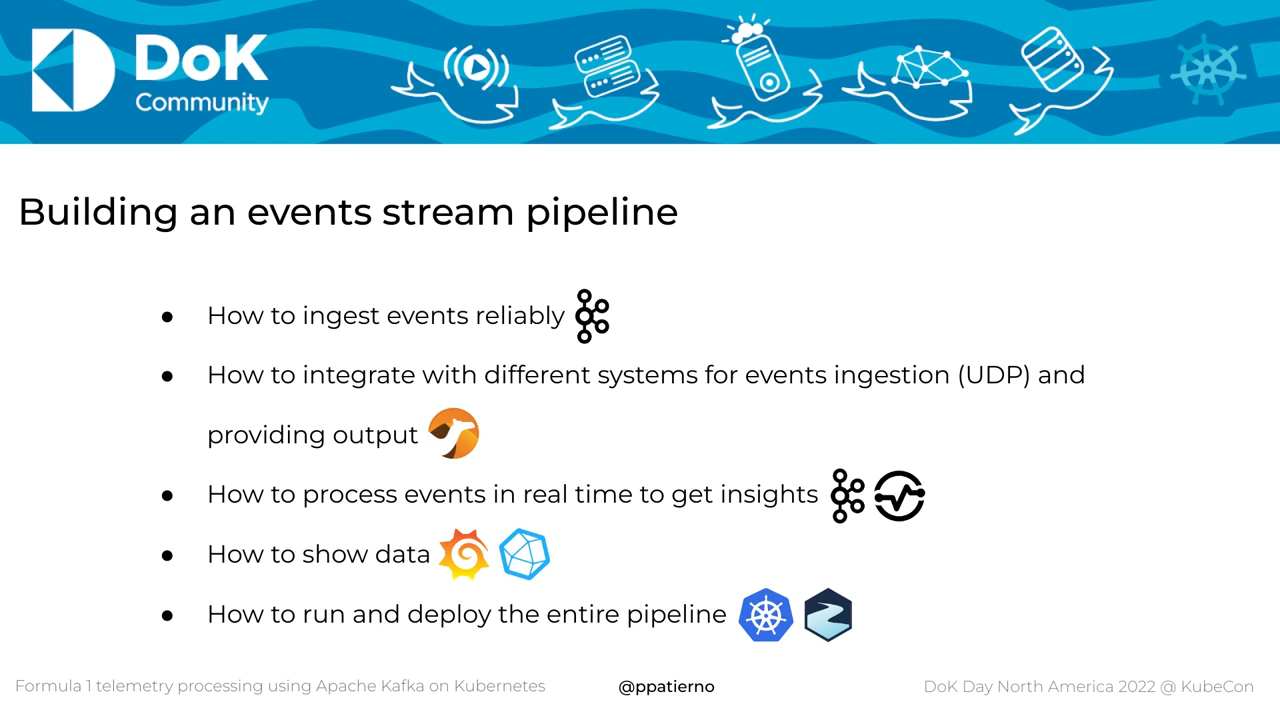 DoK
Community
Building an events stream pipeline
● How to ingest events reliably
● How to integrate with different systems for events ingestion (UDP) and
providing output
● How to process events in real time to get insights
● How to show data
● How to run and deploy the entire pipeline
Formula 1 telemetry processing using Apache Kafka on Kubernetes
@ppatierno
DoK Day North America 2022 @ KubeCon